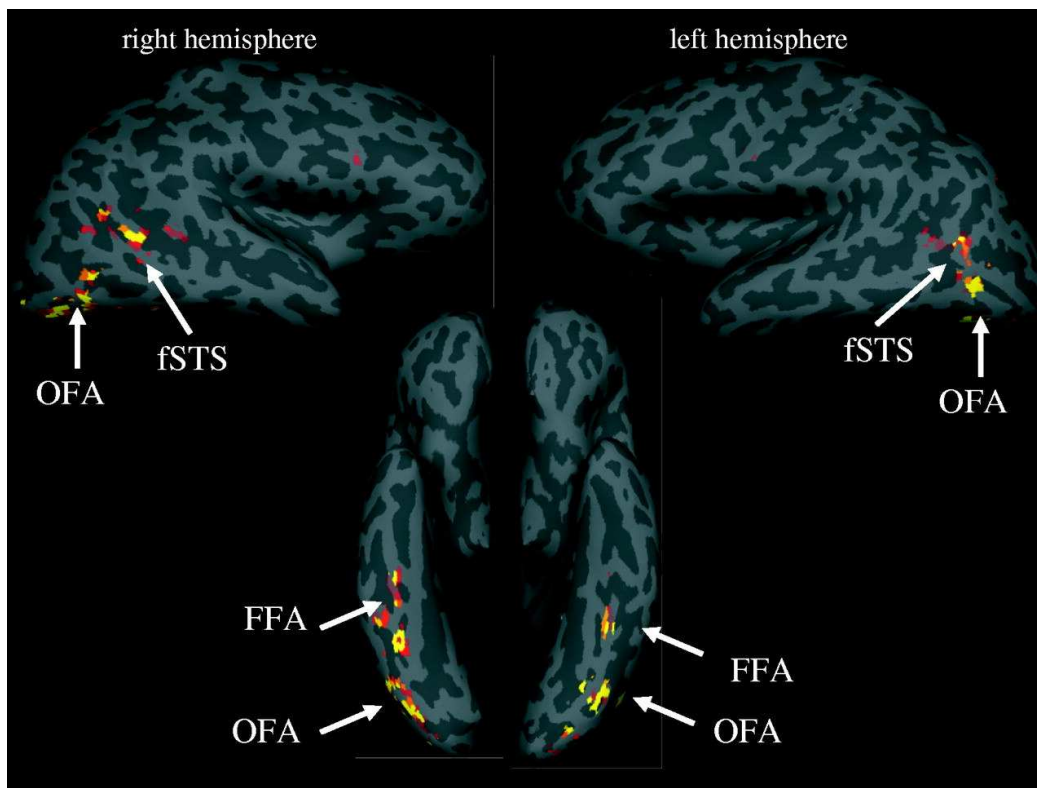 right hemisphere
left hemisphere
fSTS
OFA
fSTS
OFA
FFA
FFA
OFA
OFA